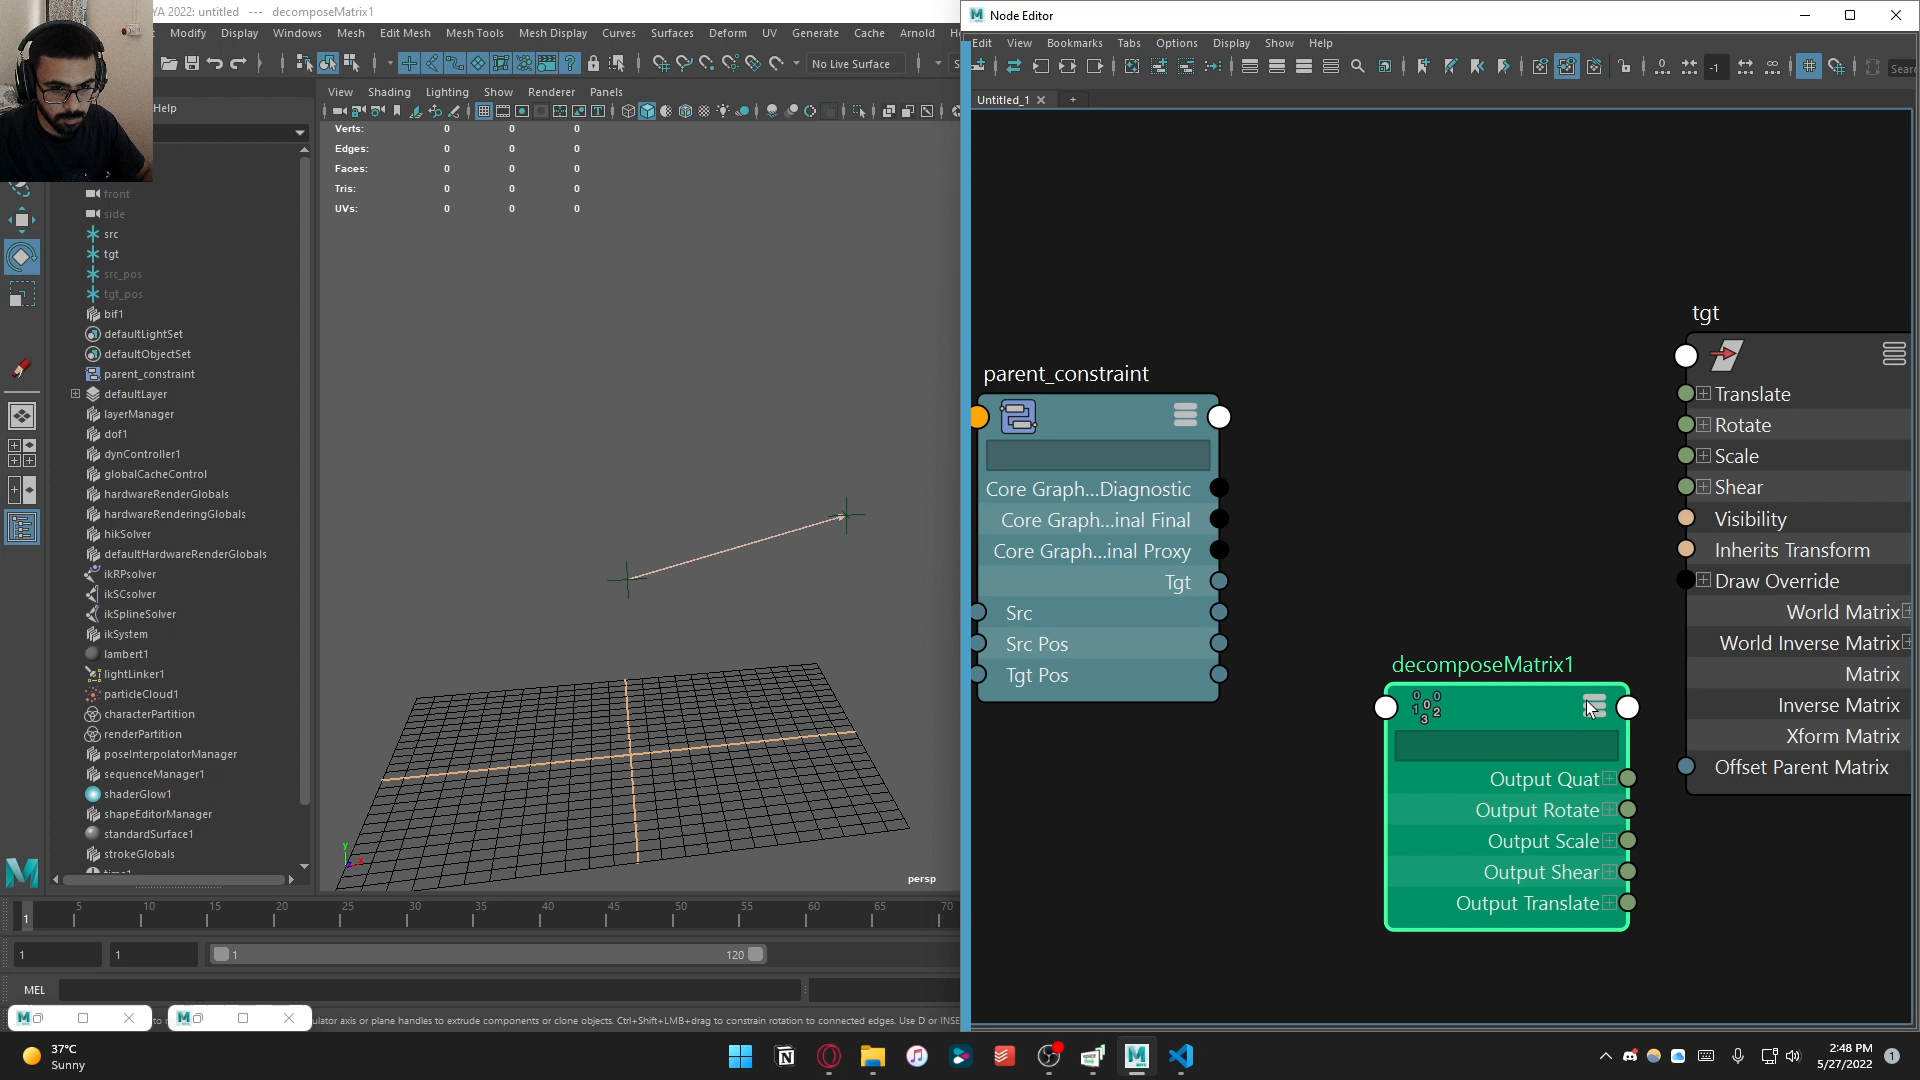 YA 2022: untitled --- decomposeMatrix1
Modify Display Windows Mesh Edit Mesh Mesh Tools Mesh Display Curves Surfaces Deform UV Generate Cache Arnold
No Live Surface
View Shading Lighting Show Renderer Panels
Help
Verts: 0 0 0
Edges: 0 0 0
Faces: 0 0 0
Tris: 0 0 0
UVs: 0 0 0
front
side
src
tgt
src_pos
tgt_pos
bif1
defaultLightSet
defaultObjectSet
parent_constraint
defaultLayer
layerManager
dof1
dynController1
globalCacheControl
hardwareRenderGlobals
hardwareRenderingGlobals
hikSolver
defaultHardwareRenderGlobals
ikRPsolver
ikSCsolver
ikSplineSolver
ikSystem
lambert1
lightLinker1
particleCloud1
characterPartition
renderPartition
poseInterpolatorManager
sequenceManager1
shaderGlow1
shapeEditorManager
standardSurface1
strokeGlobals
y
persp
1 5 10 15 20 25 30 35 40 45 50 55 60 65 70
1 1 1 120
MEL
ulator axis or plane handles to extrude components or clone objects. Ctrl+Shift+LMB+drag to constrain rotation to connected edges. Use D or INSE
Node Editor
Edit View Bookmarks Tabs Options Display Show Help
-1
Sear
Untitled_1
+
parent_constraint
Core Graph...Diagnostic
Core Graph...inal Final
Core Graph...inal Proxy
Tgt
Src
Src Pos
Tgt Pos
decomposeMatrix1
Output Quat
Output Rotate
Output Scale
Output Shear
Output Translate
tgt
Translate
Rotate
Scale
Shear
Visibility
Inherits Transform
Draw Override
World Matrix
World Inverse Matrix
Matrix
Inverse Matrix
Xform Matrix
Offset Parent Matrix
37°C
Sunny
2:48 PM
5/27/2022
1